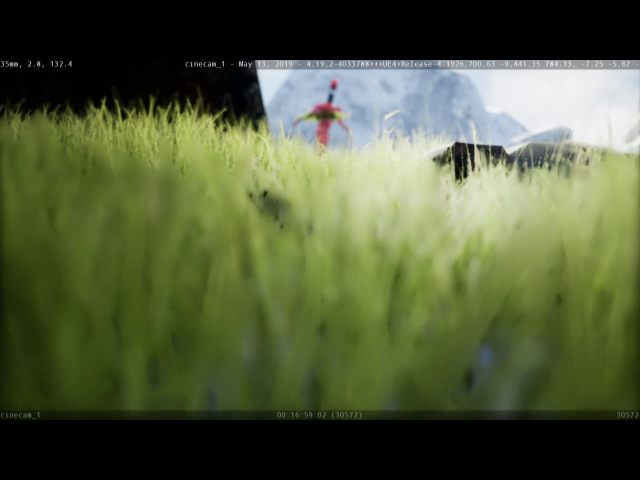 35mm, 2.8, 132.4
cinecam_1 - May 13, 2019 - 4.19.2-4033788+++UE4+Release-4.1926,700.63 -9,441.35 784.13, -7.25 -5.67 -
cinecam_1
00:16:59:02 (30572)
30572